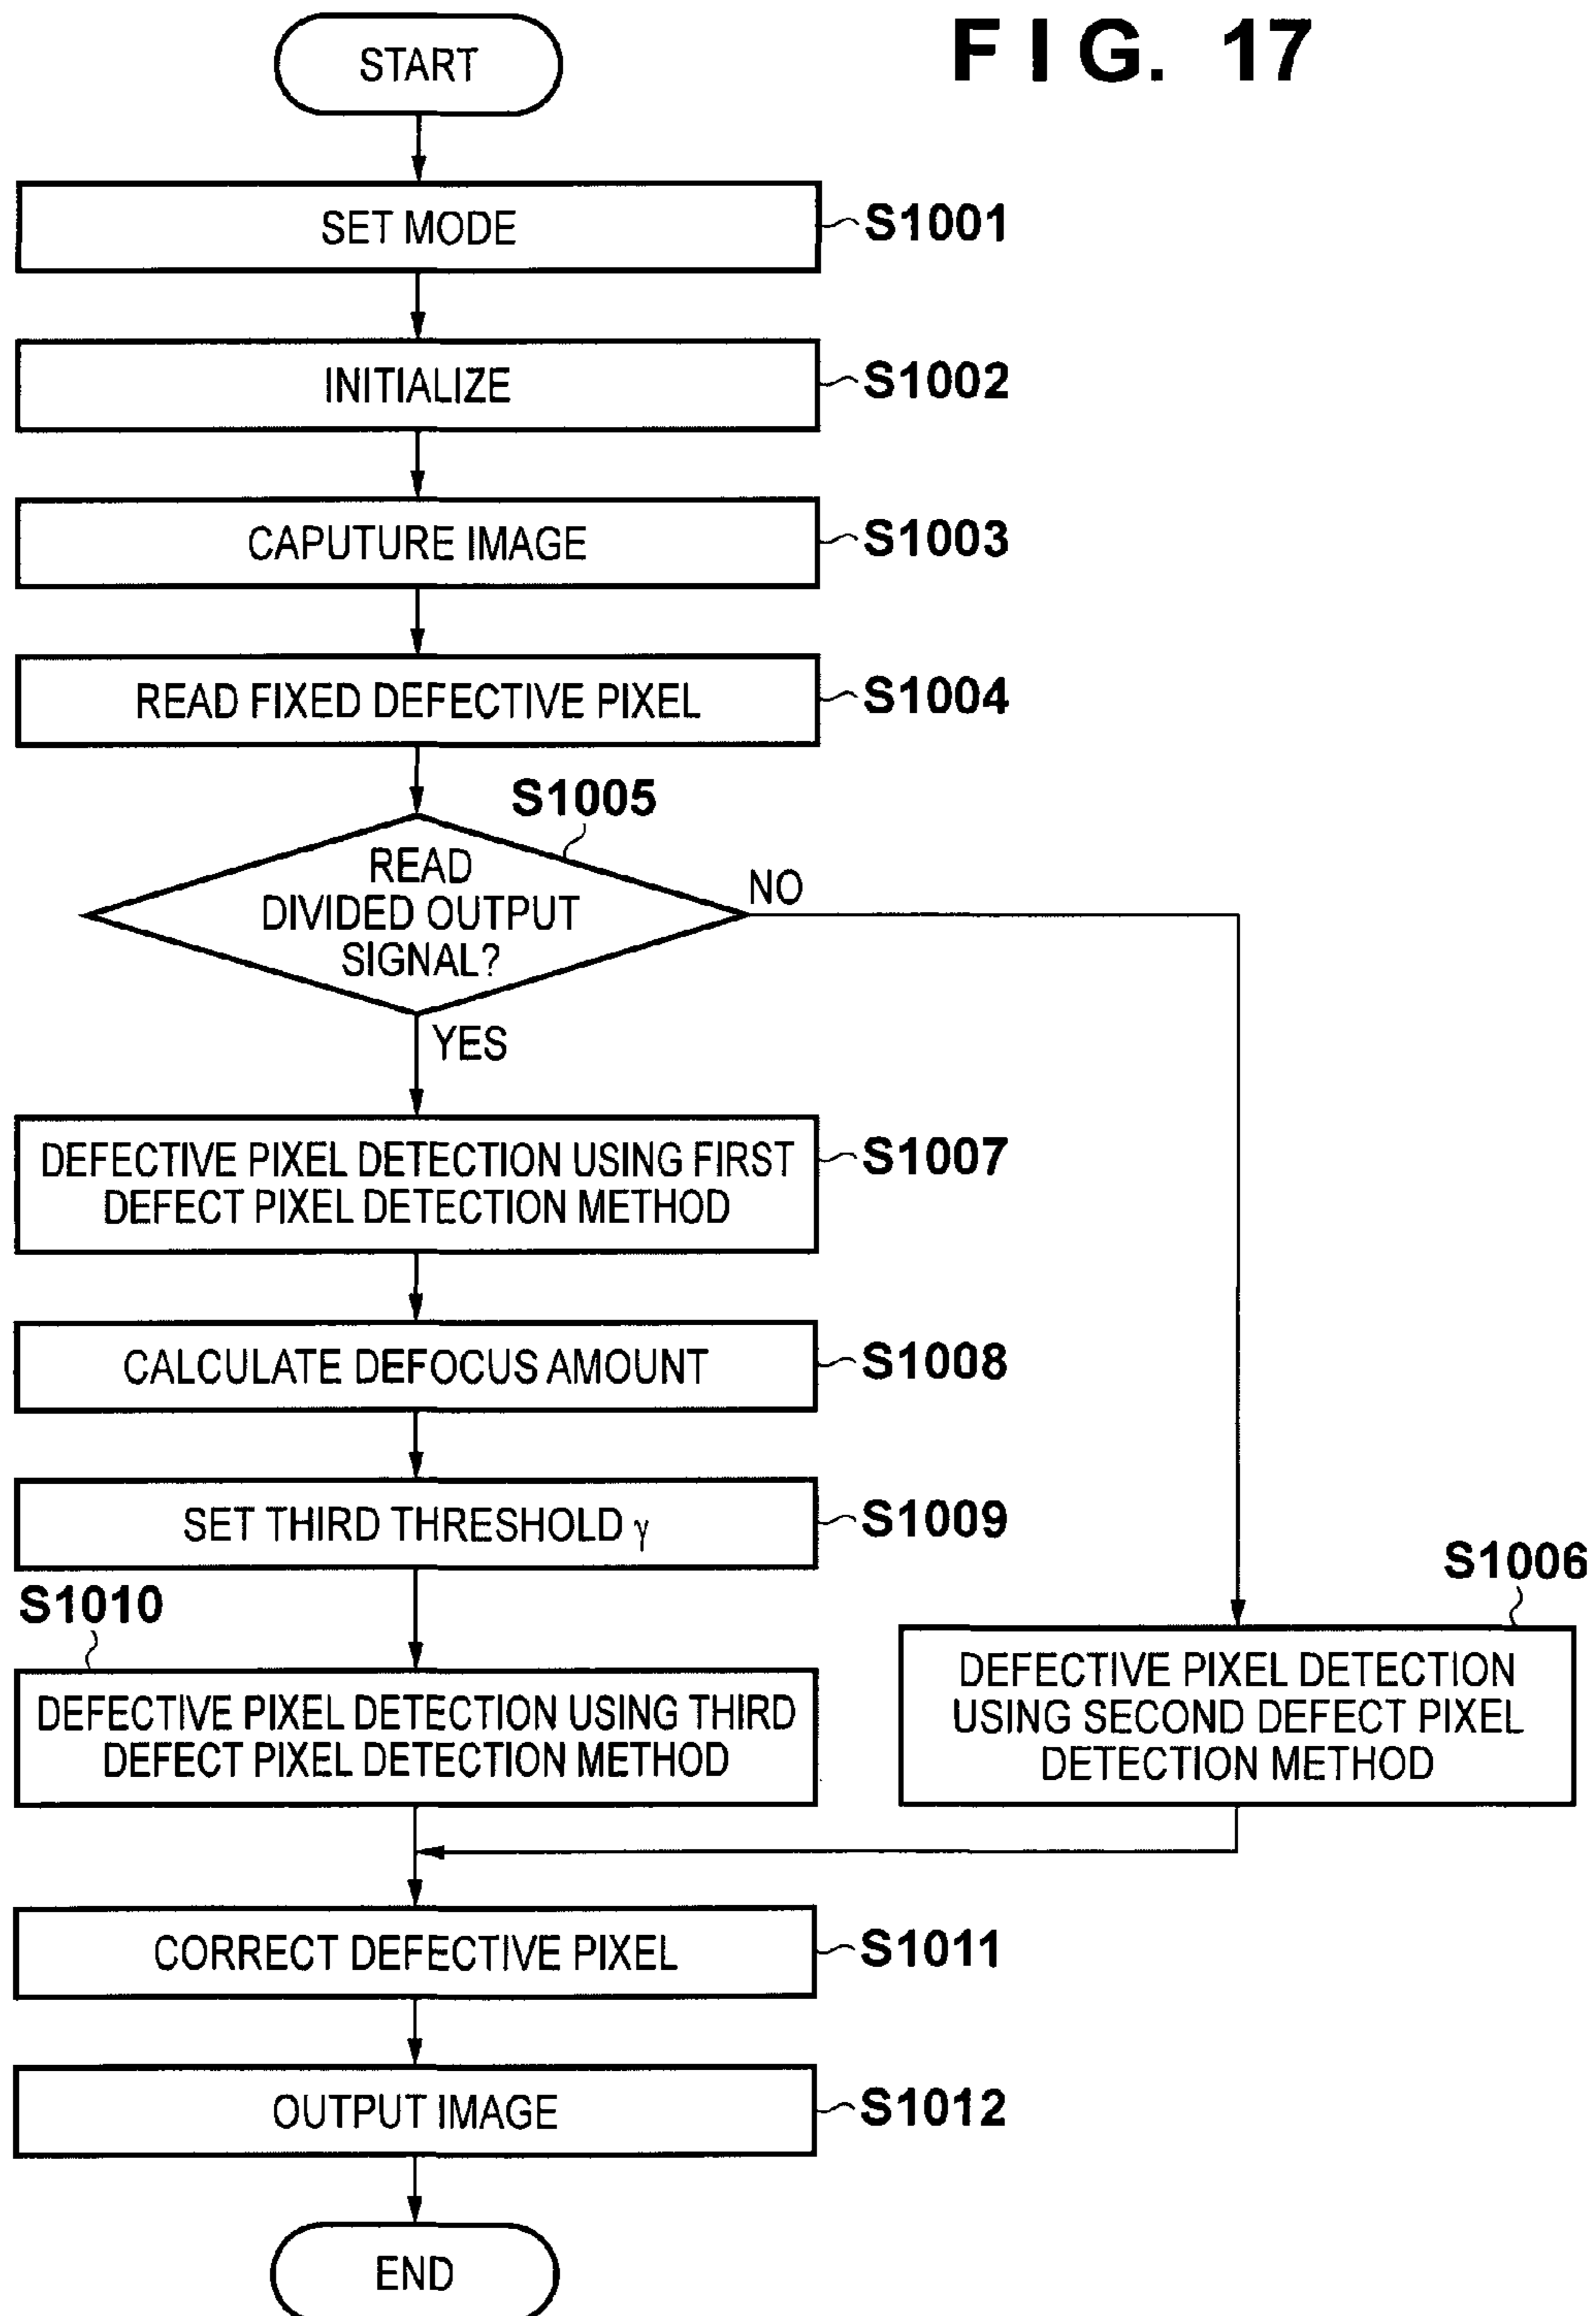 FIG. 17
START
SET MODE
S1001
INITIALIZE
S1002
CAPUTURE IMAGE
S1003
READ FIXED DEFECTIVE PIXEL
S1004
S1005
READ
DIVIDED OUTPUT
SIGNAL?
NO
YES
DEFECTIVE PIXEL DETECTION USING FIRST
DEFECT PIXEL DETECTION METHOD
S1007
CALCULATE DEFOCUS AMOUNT
S1008
SET THIRD THRESHOLD γ
S1009
S1010
DEFECTIVE PIXEL DETECTION USING THIRD
DEFECT PIXEL DETECTION METHOD
S1006
DEFECTIVE PIXEL DETECTION
USING SECOND DEFECT PIXEL
DETECTION METHOD
CORRECT DEFECTIVE PIXEL
S1011
OUTPUT IMAGE
S1012
END